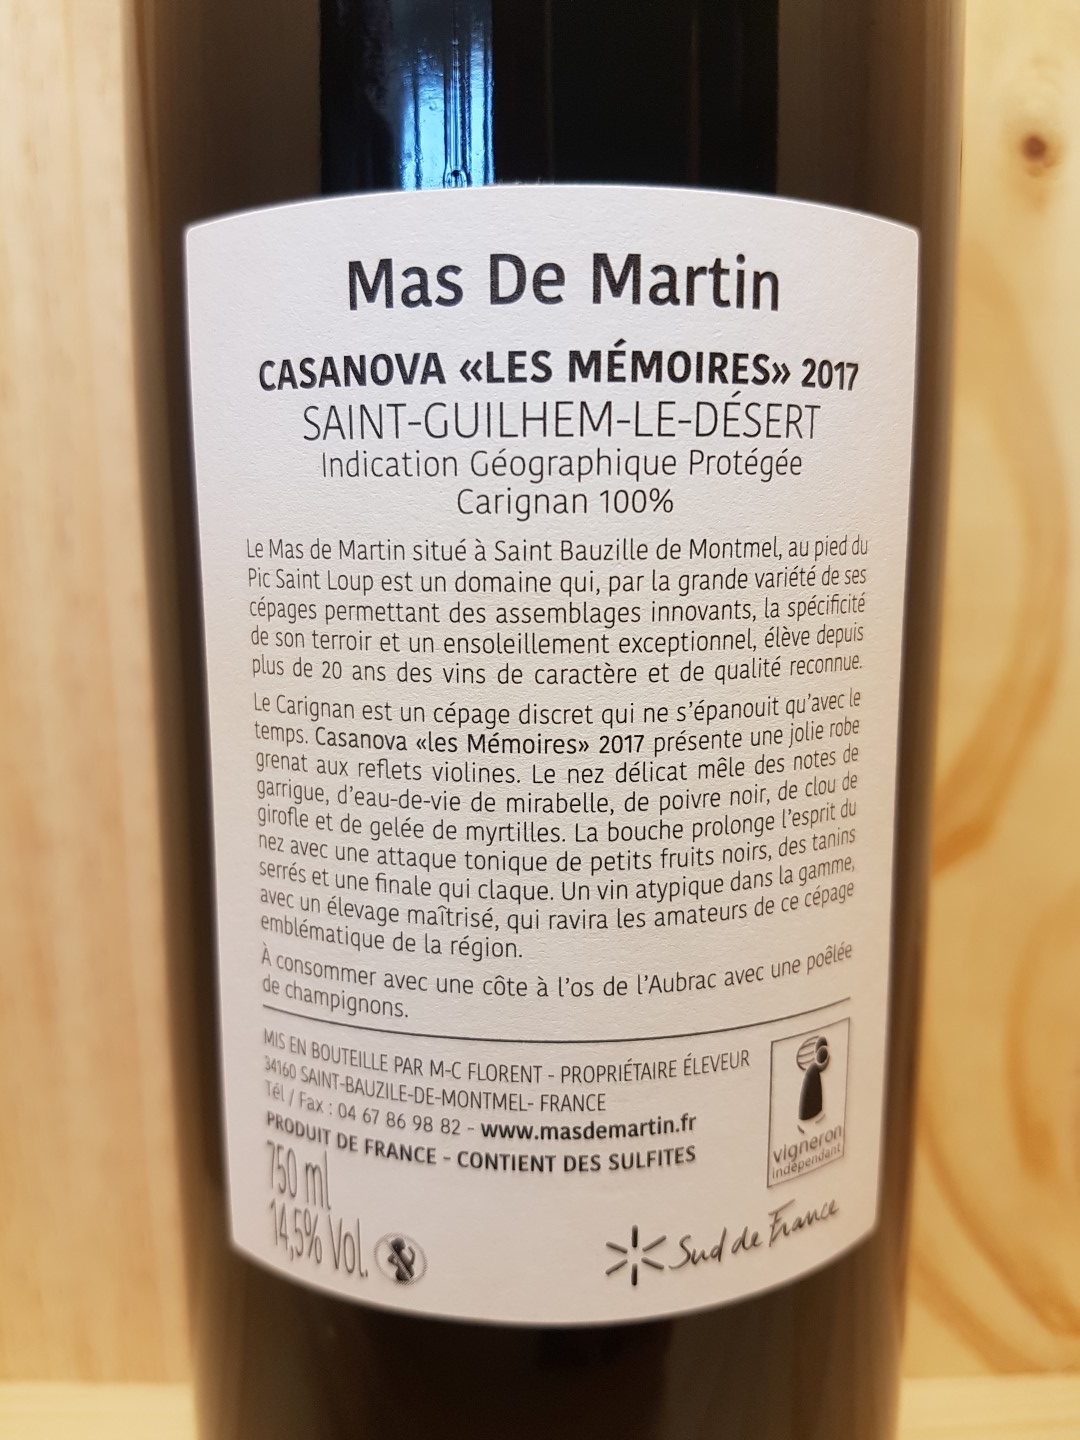 Mas De Martin
CASANOVA «LES MÉMOIRES» 2017
SAINT-GUILHEM-LE-DÉSERT
Indication Géographique Protégée
Carignan 100%
Le Mas de Martin situé à Saint Bauzille de Montmel, au pied du
Pic Saint Loup est un domaine qui, par la grande variété de ses
cépages permettant des assemblages innovants, la spécificité
de son terroir et un ensoleillement exceptionnel, élève depuis
plus de 20 ans des vins de caractère et de qualité reconnue.
Le Carignan est un cépage discret qui ne s'épanouit qu'avec le
temps. Casanova «les Mémoires» 2017 présente une jolie robe
grenat aux reflets violines. Le nez délicat mêle des notes de
garrigue, d'eau-de-vie de mirabelle, de poivre noir, de clou de
girofle et de gelée de myrtilles. La bouche prolonge l'esprit du
nez avec une attaque tonique de petits fruits noirs, des tanins
serrés et une finale qui claque. Un vin atypique dans la gamme,
avec un élevage maîtrisé, qui ravira les amateurs de ce cépage
emblématique de la région.
À consommer avec une côte à l'os de l'Aubrac avec une poêlée
de champignons.
MIS EN BOUTEILLE PAR M-C FLORENT - PROPRIÉTAIRE ÉLEVEUR
34160 SAINT-BAUZILE-DE-MONTMEL- FRANCE
Tél / Fax : 04 67 86 98 82 - www.masdemartin.fr
PRODUIT DE FRANCE - CONTIENT DES SULFITES
750 ml
14,5% Vol.
vigneron
indépendant
Sud de France